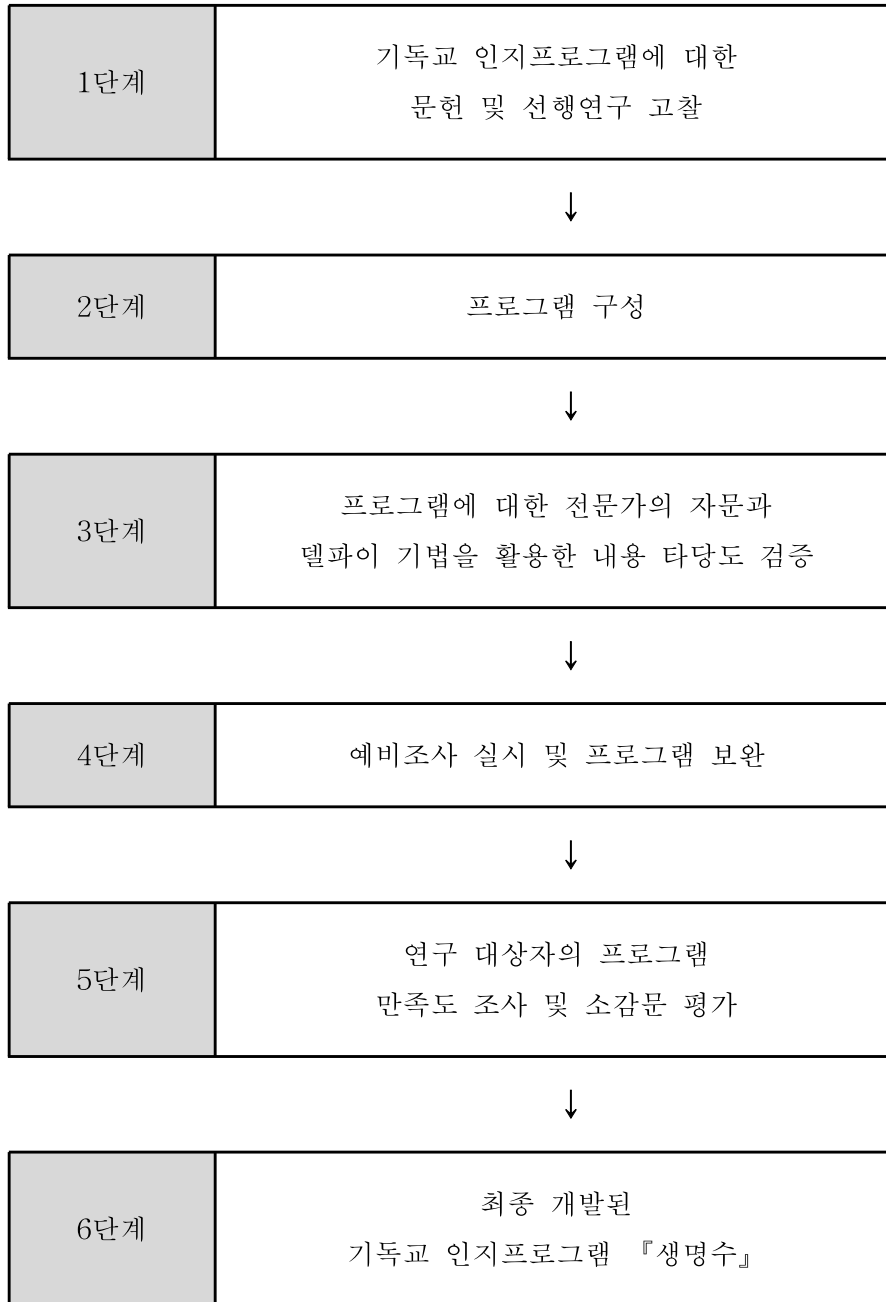 1단계
기독교 인지프로그램에 대한
문헌 및 선행연구 고찰
↓
2단계
프로그램 구성
↓
3단계
프로그램에 대한 전문가의 자문과
델파이 기법을 활용한 내용 타당도 검증
↓
4단계
예비조사 실시 및 프로그램 보완
↓
5단계
연구 대상자의 프로그램
만족도 조사 및 소감문 평가
↓
6단계
최종 개발된
기독교 인지프로그램 『생명수』